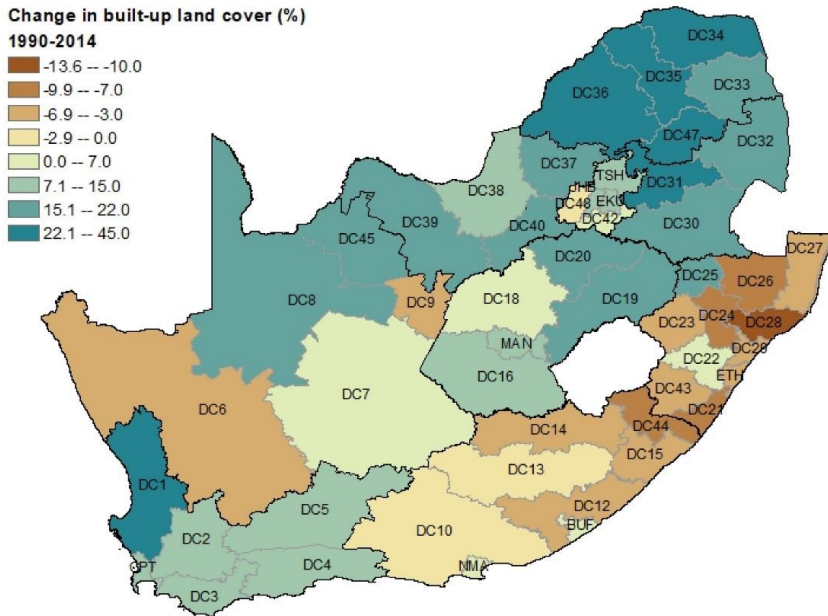 Change in built-up land cover (%)
1990-2014
-13.6 -- -10.0
-9.9 -- -7.0
-6.9 -- -3.0
-2.9 -- 0.0
0.0 -- 7.0
7.1 -- 15.0
15.1 -- 22.0
22.1 -- 45.0
DC34
DC35
DC36
DC33
DC47
DC32
DC37
TSH
DC38
JHB
DC31
DC48
EKU
DC42
DC39
DC40
DC30
DC45
DC20
DC27
DC25
DC26
DC8
DC9
DC18
DC19
DC24
DC28
DC23
MAN
DC22
DC29
DC16
ETH
DC7
DC43
DC6
DC21
DC14
DC44
DC15
DC13
DC1
DC5
DC12
DC2
DC10
BUF
CPT
DC4
NMA
DC3